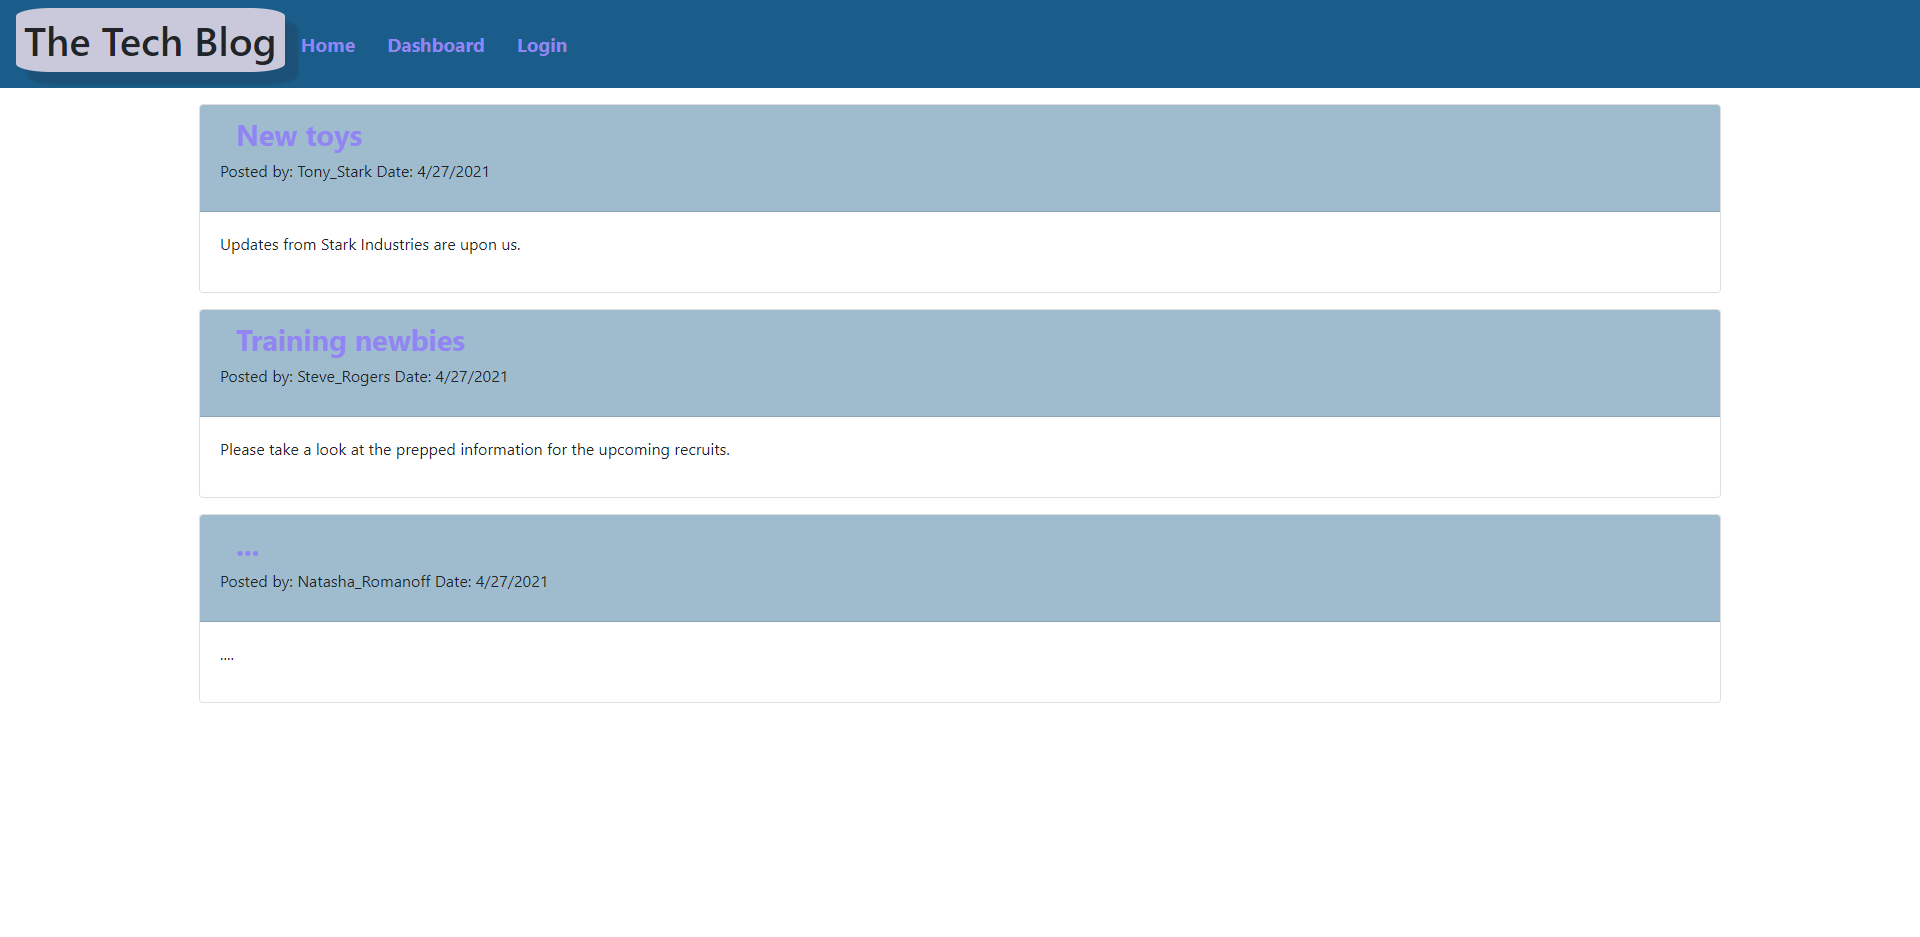 The Tech Blog Home Dashboard Login
New toys
Posted by: Tony_Stark Date: 4/27/2021
Updates from Stark Industries are upon us.
Training newbies
Posted by: Steve_Rogers Date: 4/27/2021
Please take a look at the prepped information for the upcoming recruits.
...
Posted by: Natasha_Romanoff Date: 4/27/2021
....